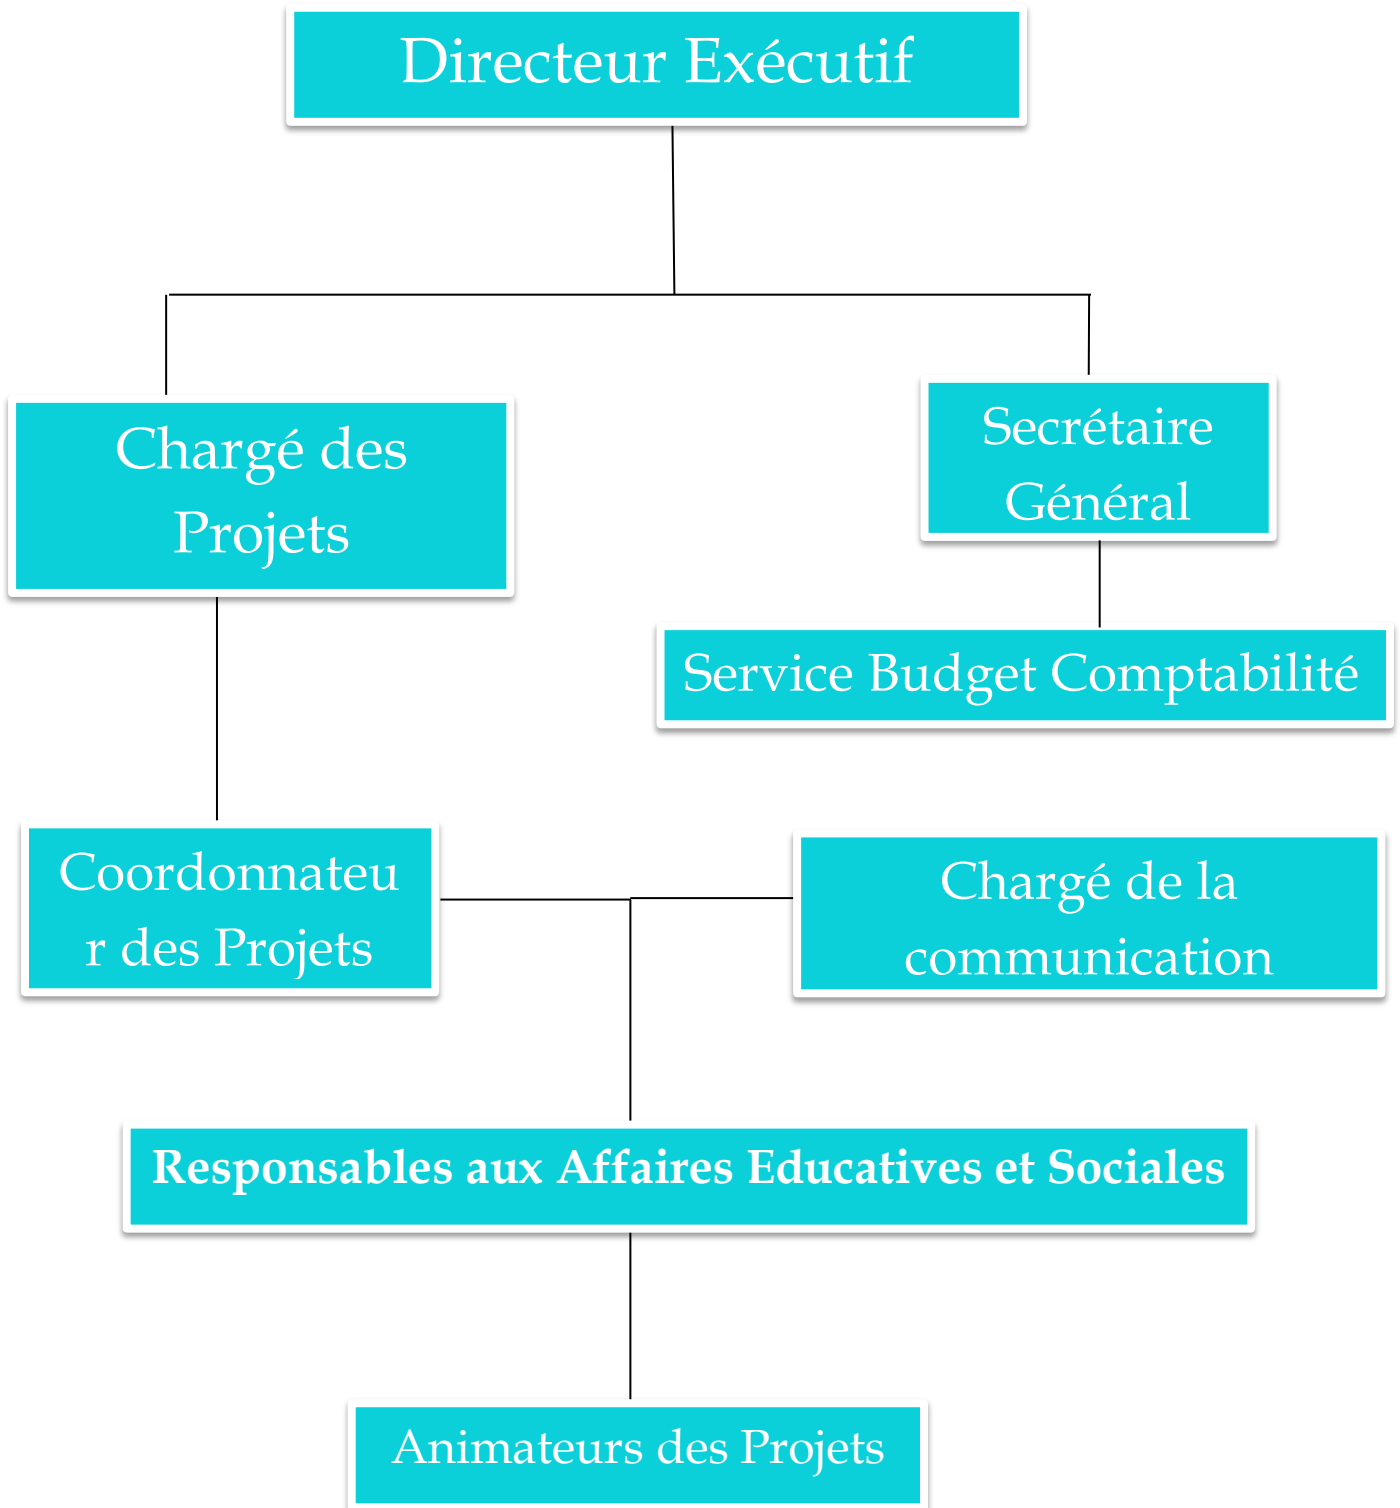 Directeur Exécutif
Chargé des
Projets
Secrétaire
Général
Service Budget Comptabilité
Coordonnateu
r des Projets
Chargé de la
communication
Responsables aux Affaires Educatives et Sociales
Animateurs des Projets